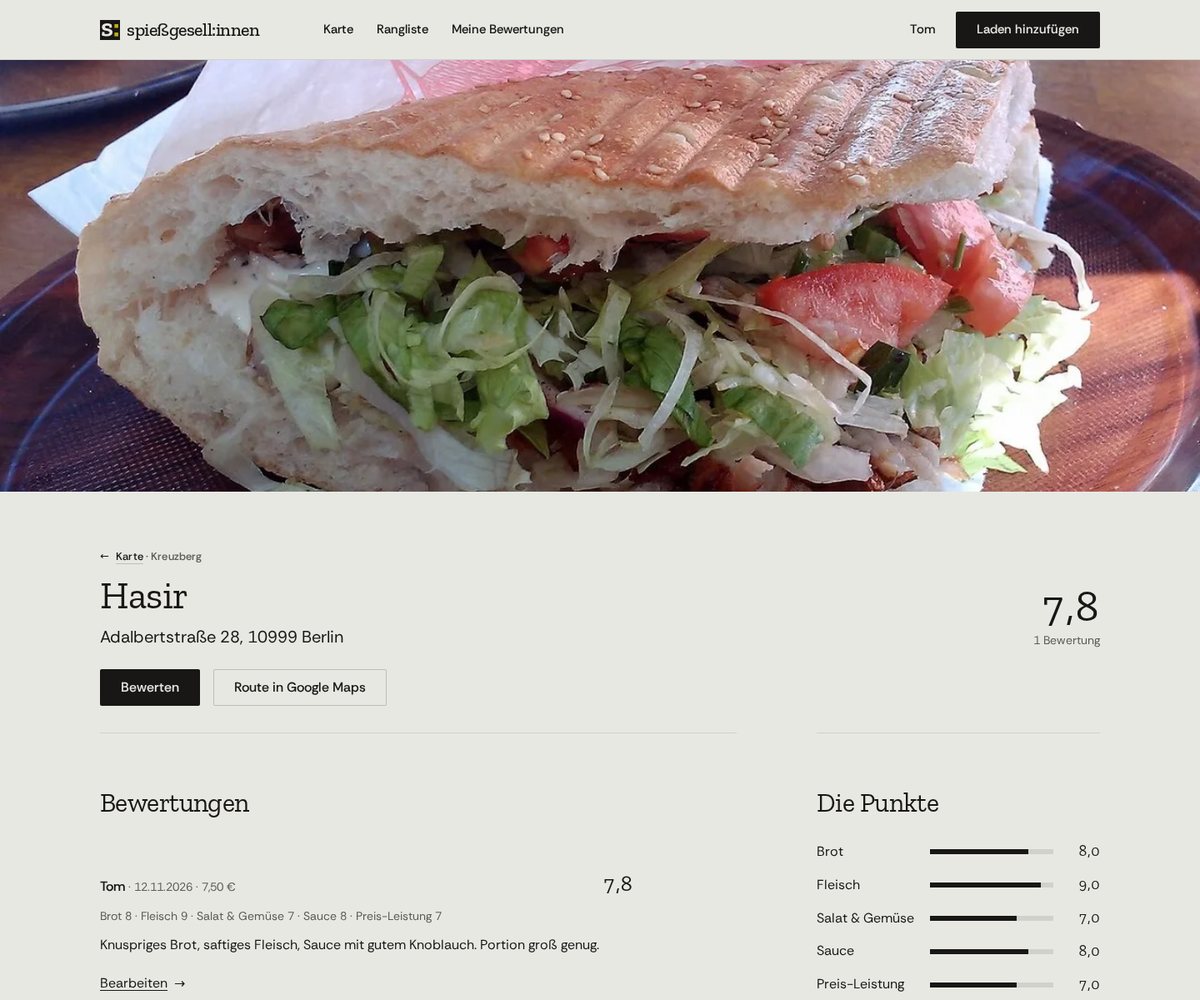 S: spießgesell:innen Karte Rangliste Meine Bewertungen Tom Laden hinzufügen
← Karte · Kreuzberg
Hasir
7,8
Adalbertstraße 28, 10999 Berlin
1 Bewertung
Bewerten Route in Google Maps
Bewertungen
Tom · 12.11.2026 · 7,50 € 7,8
Brot 8 · Fleisch 9 · Salat & Gemüse 7 · Sauce 8 · Preis-Leistung 7
Knuspriges Brot, saftiges Fleisch, Sauce mit gutem Knoblauch. Portion groß genug.
Bearbeiten →
Die Punkte
Brot 8,0
Fleisch 9,0
Salat & Gemüse 7,0
Sauce 8,0
Preis-Leistung 7,0